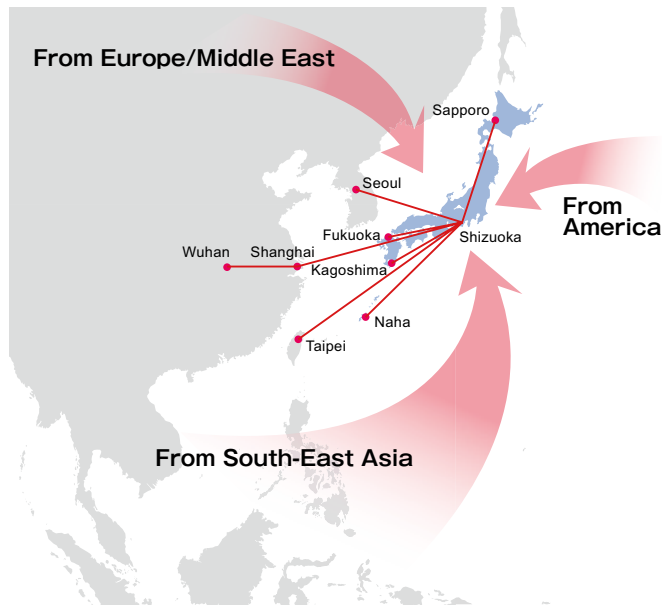 From Europe/Middle East
Sapporo
Seoul
From
America
Fukuoka
Shizuoka
Wuhan
Shanghai
Kagoshima
Naha
Taipei
From South-East Asia